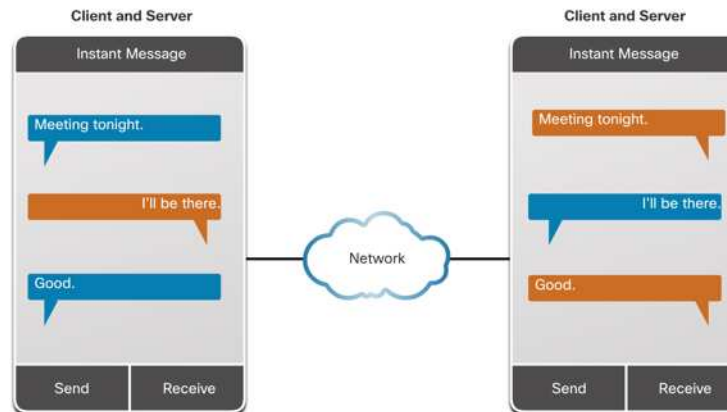 Client and Server
Instant Message
Meeting tonight.
I'll be there.
Good.
Send Receive
Network
Client and Server
Instant Message
Meeting tonight.
I'll be there.
Good.
Send Receive